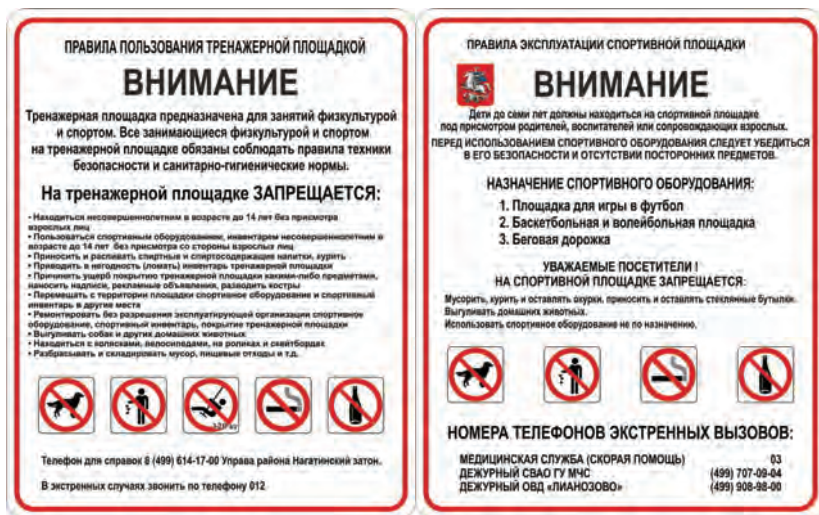 ПРАВИЛА ПОЛЬЗОВАНИЯ ТРЕНАЖЕРНОЙ ПЛОЩАДКОЙ
ВНИМАНИЕ
Тренажерная площадка предназначена для занятий физкультурой
и спортом. Все занимающиеся физкультурой и спортом
на тренажерной площадке обязаны соблюдать правила техники
безопасности и санитарно-гигиенические нормы.
На тренажерной площадке ЗАПРЕЩАЕТСЯ:
• Находиться несовершеннолетним в возрасте до 14 лет без присмотра
взрослых лиц
• Пользоваться спортивным оборудованием, инвентарем несовершеннолетним в
возрасте до 14 лет без присмотра со стороны взрослых лиц
• Приносить и распивать спиртные и спиртосодержащие напитки, курить
• Приводить в негодность (ломать) инвентарь тренажерной площадки
• Причинять ущерб покрытию тренажерной площадки какими-либо предметами,
наносить надписи, рекламные объявления, разводить костры
• Перемещать с территории площадки спортивное оборудование и спортивный
инвентарь в другие места
• Ремонтировать без разрешения эксплуатирующей организации спортивное
оборудование, спортивный инвентарь, покрытие тренажерной площадки
• Выгуливать собак и других домашних животных
• Находиться с колясками, велосипедами, на роликах и скейтбордах
• Разбрасывать и складировать мусор, пищевые отходы и т.д.
Телефон для справок 8 (499) 614-17-00 Управа района Нагатинский затон.
В экстренных случаях звонить по телефону 012
ПРАВИЛА ЭКСПЛУАТАЦИИ СПОРТИВНОЙ ПЛОЩАДКИ
ВНИМАНИЕ
Дети до семи лет должны находиться на спортивной площадке
под присмотром родителей, воспитателей или сопровождающих взрослых.
ПЕРЕД ИСПОЛЬЗОВАНИЕМ СПОРТИВНОГО ОБОРУДОВАНИЯ СЛЕДУЕТ УБЕДИТЬСЯ
В ЕГО БЕЗОПАСНОСТИ И ОТСУТСТВИИ ПОСТОРОННИХ ПРЕДМЕТОВ.
НАЗНАЧЕНИЕ СПОРТИВНОГО ОБОРУДОВАНИЯ:
1. Площадка для игры в футбол
2. Баскетбольная и волейбольная площадка
3. Беговая дорожка
УВАЖАЕМЫЕ ПОСЕТИТЕЛИ !
НА СПОРТИВНОЙ ПЛОЩАДКЕ ЗАПРЕЩАЕТСЯ:
Мусорить, курить и оставлять окурки, приносить и оставлять стеклянные бутылки.
Выгуливать домашних животных.
Использовать спортивное оборудование не по назначению.
НОМЕРА ТЕЛЕФОНОВ ЭКСТРЕННЫХ ВЫЗОВОВ:
МЕДИЦИНСКАЯ СЛУЖБА (СКОРАЯ ПОМОЩЬ) 03
ДЕЖУРНЫЙ СВАО ГУ МЧС (499) 707-09-04
ДЕЖУРНЫЙ ОВД «ЛИАНОЗОВО» (499) 908-98-00